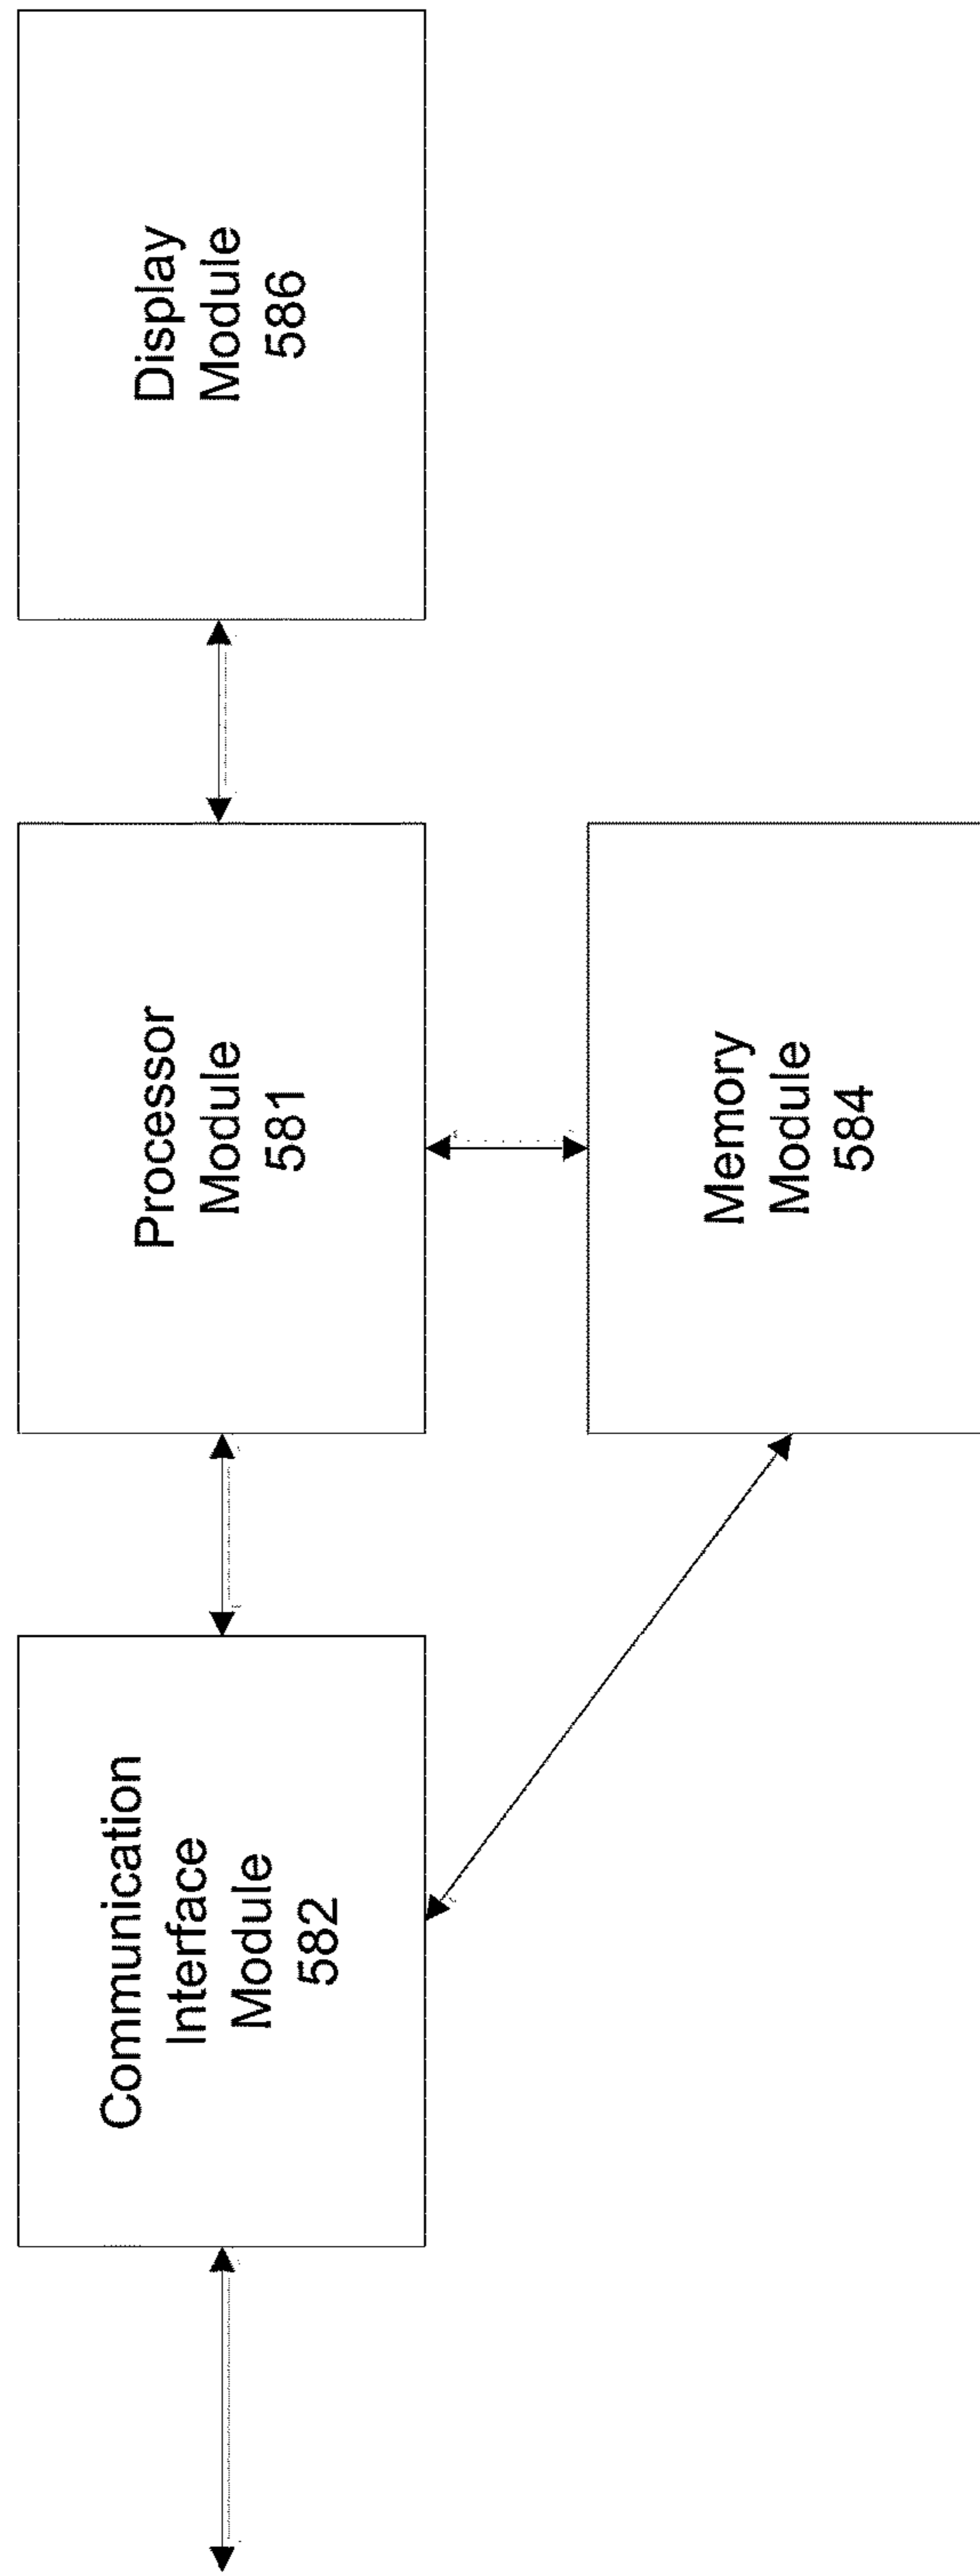 Communication
Interface
Module
582
Processor
Module
581
Display
Module
586
Memory
Module
584